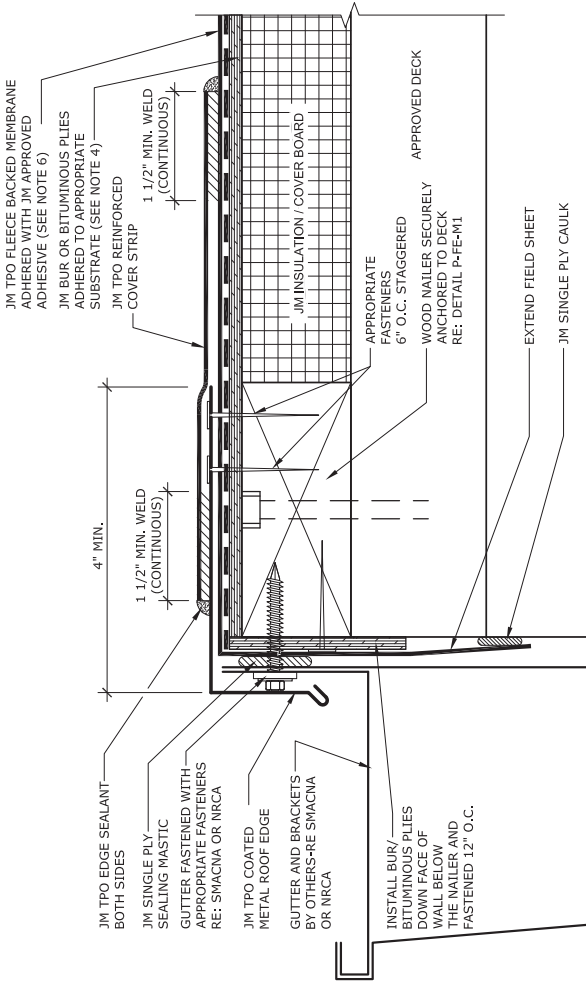 JM TPO EDGE SEALANT
BOTH SIDES
JM SINGLE PLY
SEALING MASTIC
GUTTER FASTENED WITH
APPROPRIATE FASTENERS
RE: SMACNA OR NRCA
JM TPO COATED
METAL ROOF EDGE
GUTTER AND BRACKETS
BY OTHERS-RE SMACNA
OR NRCA
INSTALL BUR/
BITUMINOUS PLIES
DOWN FACE OF
WALL BELOW
THE NAILER AND
FASTENED 12" O.C.
4" MIN.
1 1/2" MIN. WELD
(CONTINUOUS)
JM TPO FLEECE BACKED MEMBRANE
ADHERED WITH JM APPROVED
ADHESIVE (SEE NOTE 6)
JM BUR OR BITUMINOUS PLIES
ADHERED TO APPROPRIATE
SUBSTRATE (SEE NOTE 4)
JM TPO REINFORCED
COVER STRIP
1 1/2" MIN. WELD
(CONTINUOUS)
JM INSULATION / COVER BOARD
APPROPRIATE
FASTENERS
6" O.C. STAGGERED
WOOD NAILER SECURELY
ANCHORED TO DECK
RE: DETAIL P-FE-M1
APPROVED DECK
EXTEND FIELD SHEET
JM SINGLE PLY CAULK